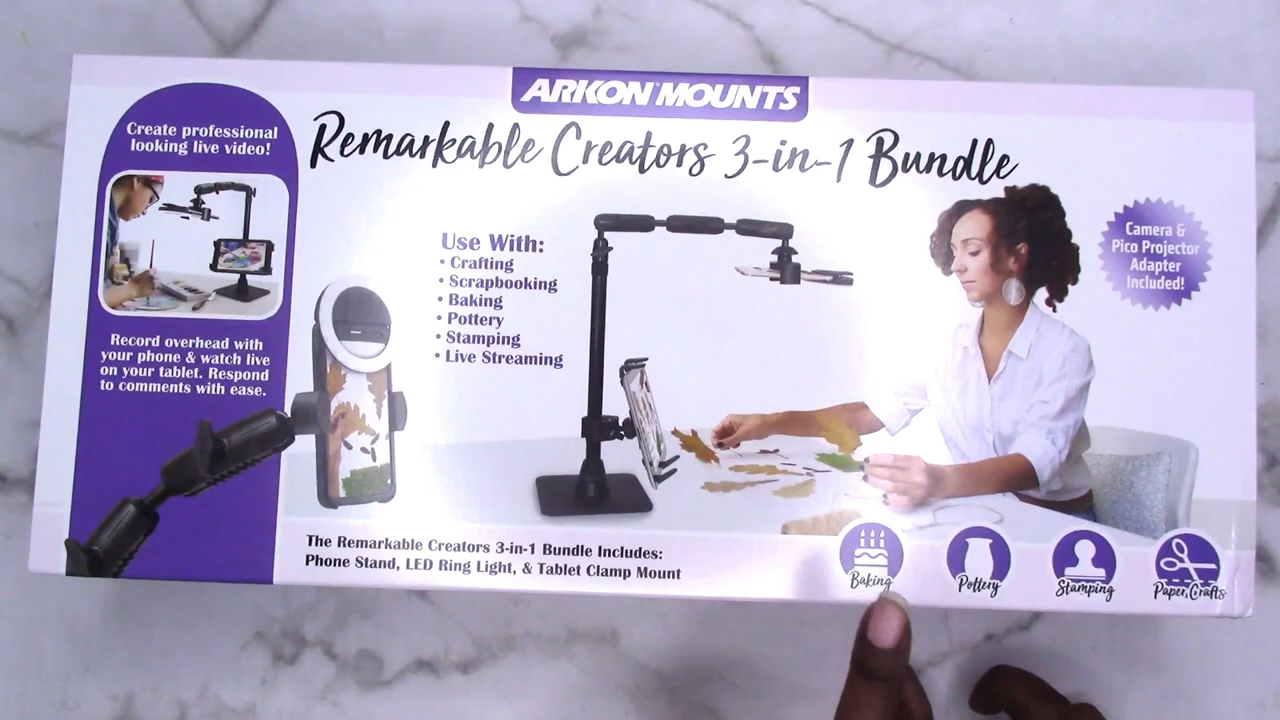 ARKON MOUNTS
Remarkable Creators 3-in-1 Bundle
Create professional
looking live video!
Record overhead with
your phone & watch live
on your tablet. Respond
to comments with ease.
Use With:
• Crafting
• Scrapbooking
• Baking
• Pottery
• Stamping
• Live Streaming
Camera &
Pico Projector
Adapter
Included!
The Remarkable Creators 3-in-1 Bundle Includes:
Phone Stand, LED Ring Light, & Tablet Clamp Mount
Baking
Pottery
Stamping
Paper Crafts